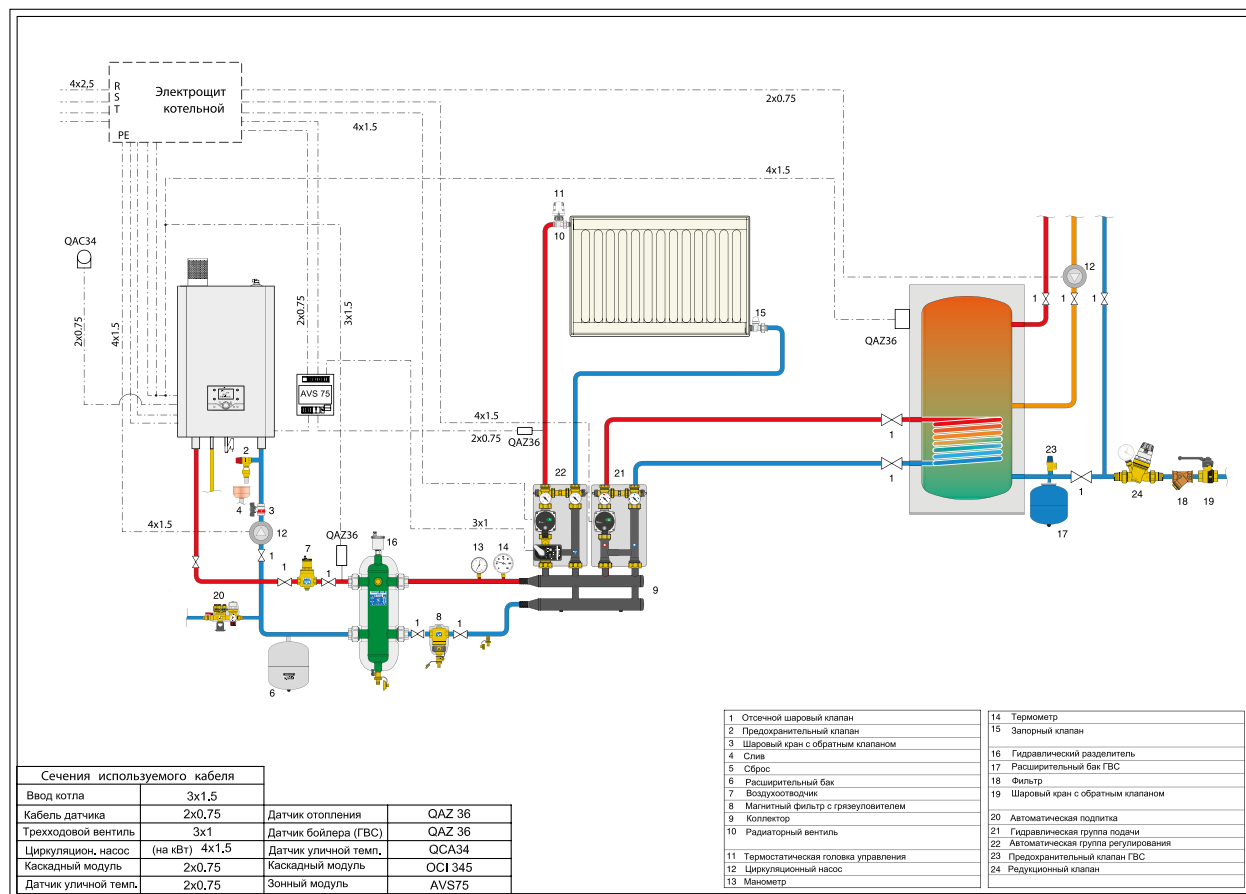 4x2,5
R
S
T
PE
Электрощит
котельной
2x0.75
4x1.5
4x1.5
QAC34
2x0.75
4x1.5
2x0.75
3x1.5
AVS 75
11
10
15
12
1
1
1
QAZ36
4x1.5
2x0.75
QAZ36
1
1
22
21
2
4
3
12
4x1.5
1
3x1
QAZ36
16
7
1
1
13
14
9
20
6
1
8
1
23
1
17
24
18
19
Сечения используемого кабеля
Ввод котла 3x1.5
Кабель датчика 2x0.75 Датчик отопления QAZ 36
Трехходовой вентиль 3x1 Датчик бойлера (ГВС) QAZ 36
Циркуляцион. насос (на кВт) 4x1.5 Датчик уличной темп. QCA34
Каскадный модуль 2x0.75 Каскадный модуль OCI 345
Датчик уличной темп. 2x0.75 Зонный модуль AVS75
1 Отсечной шаровый клапан
2 Предохранительный клапан
3 Шаровый кран с обратным клапаном
4 Слив
5 Сброс
6 Расширительный бак
7 Воздухоотводчик
8 Магнитный фильтр с грязеуловителем
9 Коллектор
10 Радиаторный вентиль
11 Термостатическая головка управления
12 Циркуляционный насос
13 Манометр
14 Термометр
15 Запорный клапан
16 Гидравлический разделитель
17 Расширительный бак ГВС
18 Фильтр
19 Шаровый кран с обратным клапаном
20 Автоматическая подпитка
21 Гидравлическая группа подачи
22 Автоматическая группа регулирования
23 Предохранительный клапан ГВС
24 Редукционный клапан